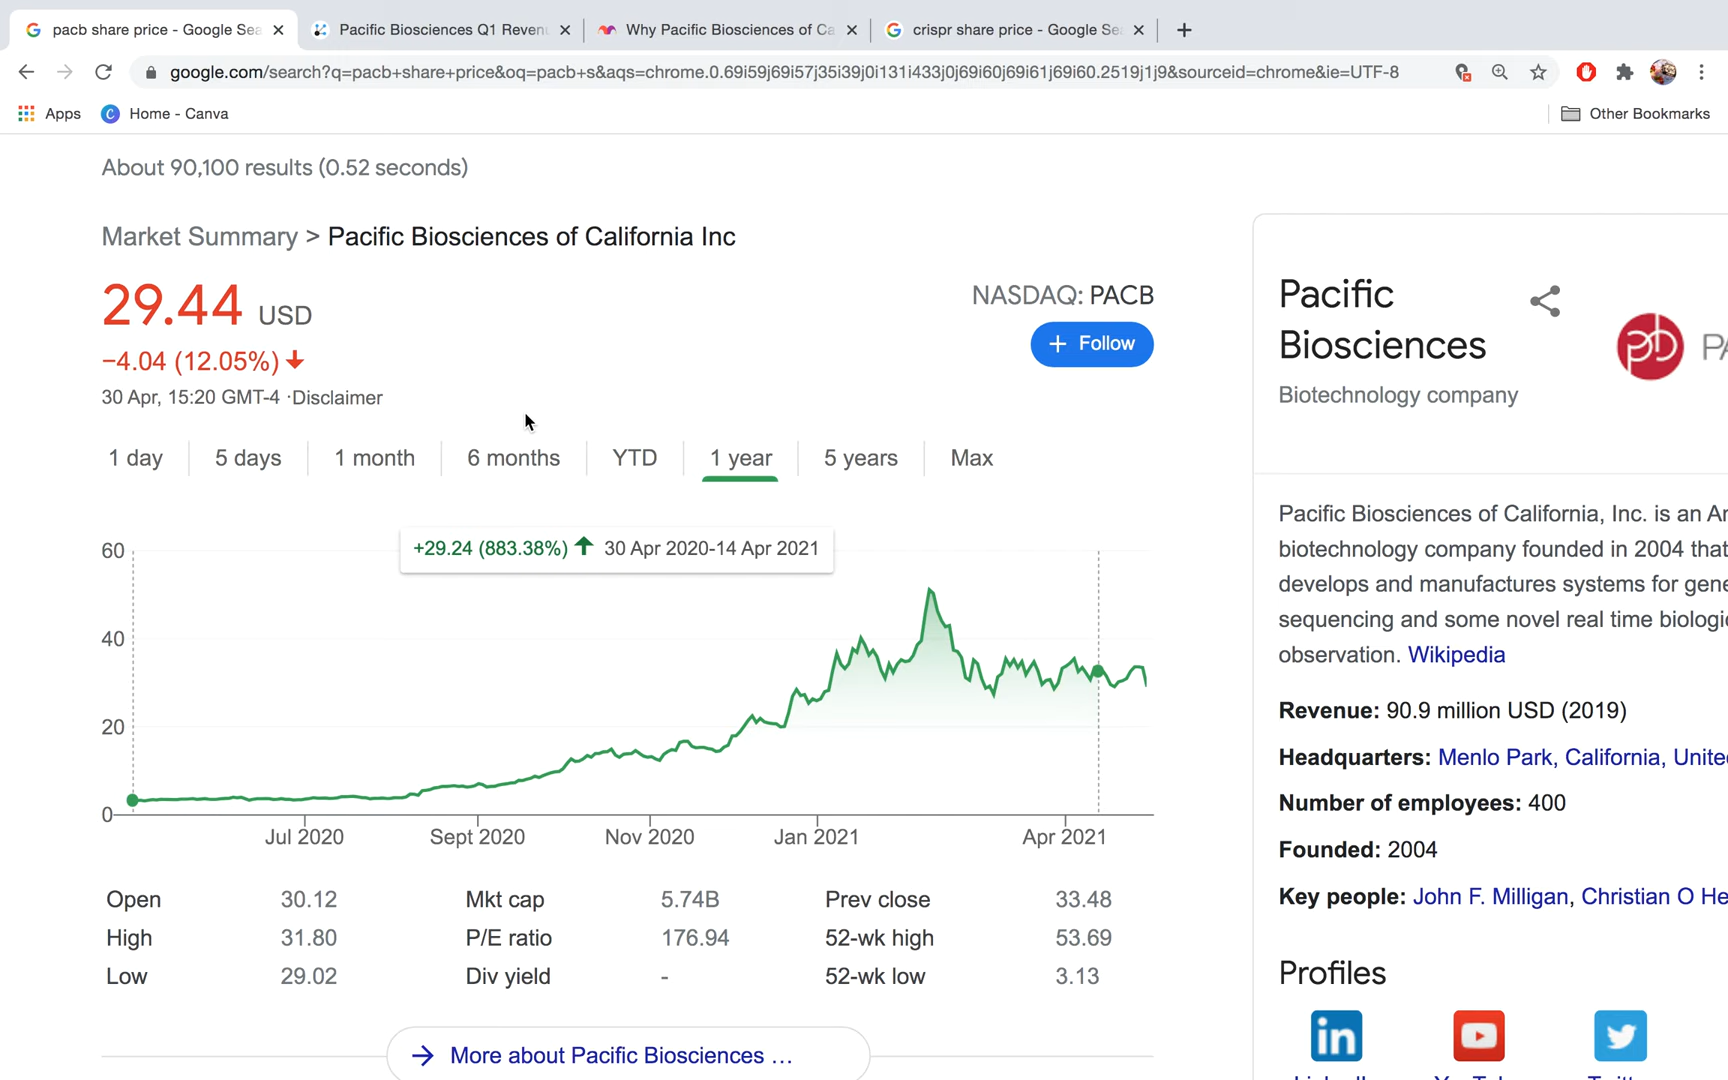 pacb share price - Google Sea
Pacific Biosciences Q1 Reven
Why Pacific Biosciences of Ca
crispr share price - Google Se
google.com/search?q=pacb+share+price&oq=pacb+s&aqs=chrome.0.69i59j69i57j35i39j0i131i433j0j69i60j69i61j69i60.2519j1j9&sourceid=chrome&ie=UTF-8
Apps
Home - Canva
Other Bookmarks
About 90,100 results (0.52 seconds)
Market Summary > Pacific Biosciences of California Inc
29.44 USD
−4.04 (12.05%)
30 Apr, 15:20 GMT-4 ·Disclaimer
NASDAQ: PACB
+ Follow
1 day
5 days
1 month
6 months
YTD
1 year
5 years
Max
+29.24 (883.38%) 30 Apr 2020-14 Apr 2021
60
40
20
0
Jul 2020
Sept 2020
Nov 2020
Jan 2021
Apr 2021
Open 30.12 Mkt cap 5.74B Prev close 33.48
High 31.80 P/E ratio 176.94 52-wk high 53.69
Low 29.02 Div yield - 52-wk low 3.13
More about Pacific Biosciences …
Pacific
Biosciences
Biotechnology company
PA
Pacific Biosciences of California, Inc. is an Am
biotechnology company founded in 2004 that
develops and manufactures systems for gene
sequencing and some novel real time biologic
observation. Wikipedia
Revenue: 90.9 million USD (2019)
Headquarters: Menlo Park, California, United
Number of employees: 400
Founded: 2004
Key people: John F. Milligan, Christian O He
Profiles
in